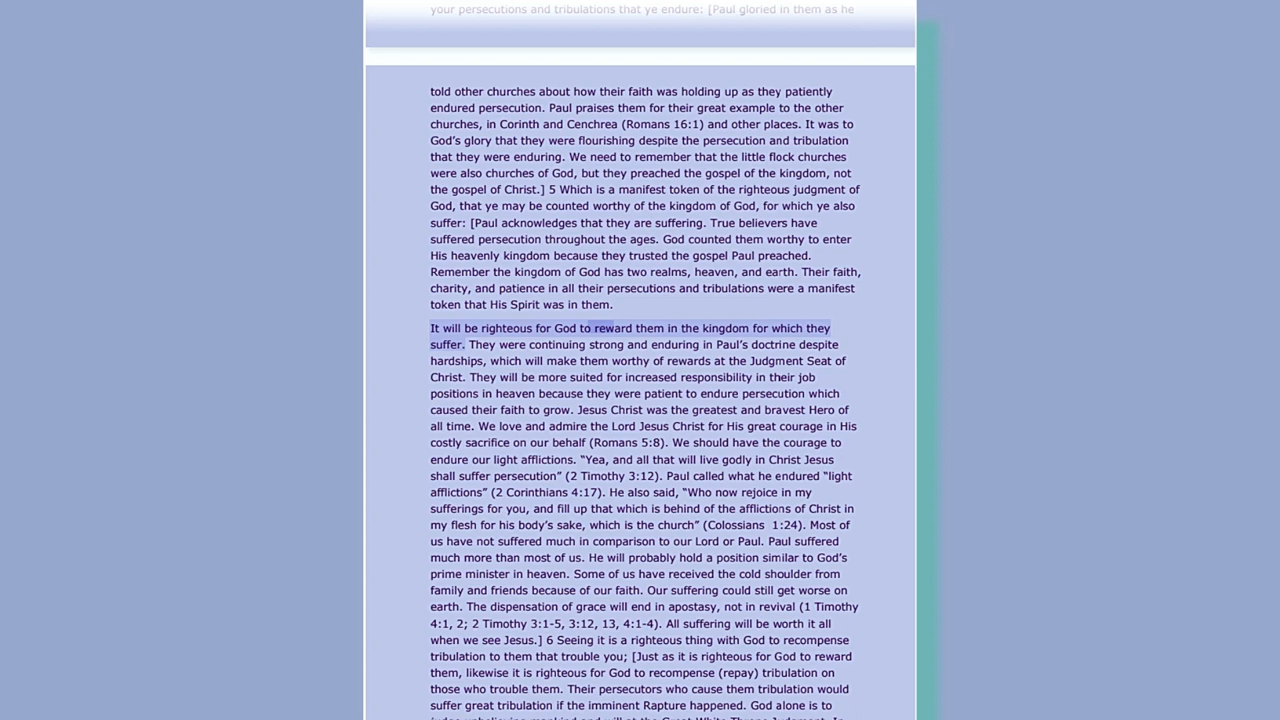 your persecutions and tribulations that ye endure: [Paul gloried in them as he
told other churches about how their faith was holding up as they patiently
endured persecution. Paul praises them for their great example to the other
churches, in Corinth and Cenchrea (Romans 16:1) and other places. It was to
God’s glory that they were flourishing despite the persecution and tribulation
that they were enduring. We need to remember that the little flock churches
were also churches of God, but they preached the gospel of the kingdom, not
the gospel of Christ.] 5 Which is a manifest token of the righteous judgment of
God, that ye may be counted worthy of the kingdom of God, for which ye also
suffer: [Paul acknowledges that they are suffering. True believers have
suffered persecution throughout the ages. God counted them worthy to enter
His heavenly kingdom because they trusted the gospel Paul preached.
Remember the kingdom of God has two realms, heaven, and earth. Their faith,
charity, and patience in all their persecutions and tribulations were a manifest
token that His Spirit was in them.
It will be righteous for God to reward them in the kingdom for which they
suffer. They were continuing strong and enduring in Paul’s doctrine despite
hardships, which will make them worthy of rewards at the Judgment Seat of
Christ. They will be more suited for increased responsibility in their job
positions in heaven because they were patient to endure persecution which
caused their faith to grow. Jesus Christ was the greatest and bravest Hero of
all time. We love and admire the Lord Jesus Christ for His great courage in His
costly sacrifice on our behalf (Romans 5:8). We should have the courage to
endure our light afflictions. “Yea, and all that will live godly in Christ Jesus
shall suffer persecution” (2 Timothy 3:12). Paul called what he endured “light
afflictions” (2 Corinthians 4:17). He also said, “Who now rejoice in my
sufferings for you, and fill up that which is behind of the afflictions of Christ in
my flesh for his body’s sake, which is the church” (Colossians  1:24). Most of
us have not suffered much in comparison to our Lord or Paul. Paul suffered
much more than most of us. He will probably hold a position similar to God’s
prime minister in heaven. Some of us have received the cold shoulder from
family and friends because of our faith. Our suffering could still get worse on
earth. The dispensation of grace will end in apostasy, not in revival (1 Timothy
4:1, 2; 2 Timothy 3:1-5, 3:12, 13, 4:1-4). All suffering will be worth it all
when we see Jesus.] 6 Seeing it is a righteous thing with God to recompense
tribulation to them that trouble you; [Just as it is righteous for God to reward
them, likewise it is righteous for God to recompense (repay) tribulation on
those who trouble them. Their persecutors who cause them tribulation would
suffer great tribulation if the imminent Rapture happened. God alone is to
judge unbelieving mankind and will at the Great White Throne Judgment. In